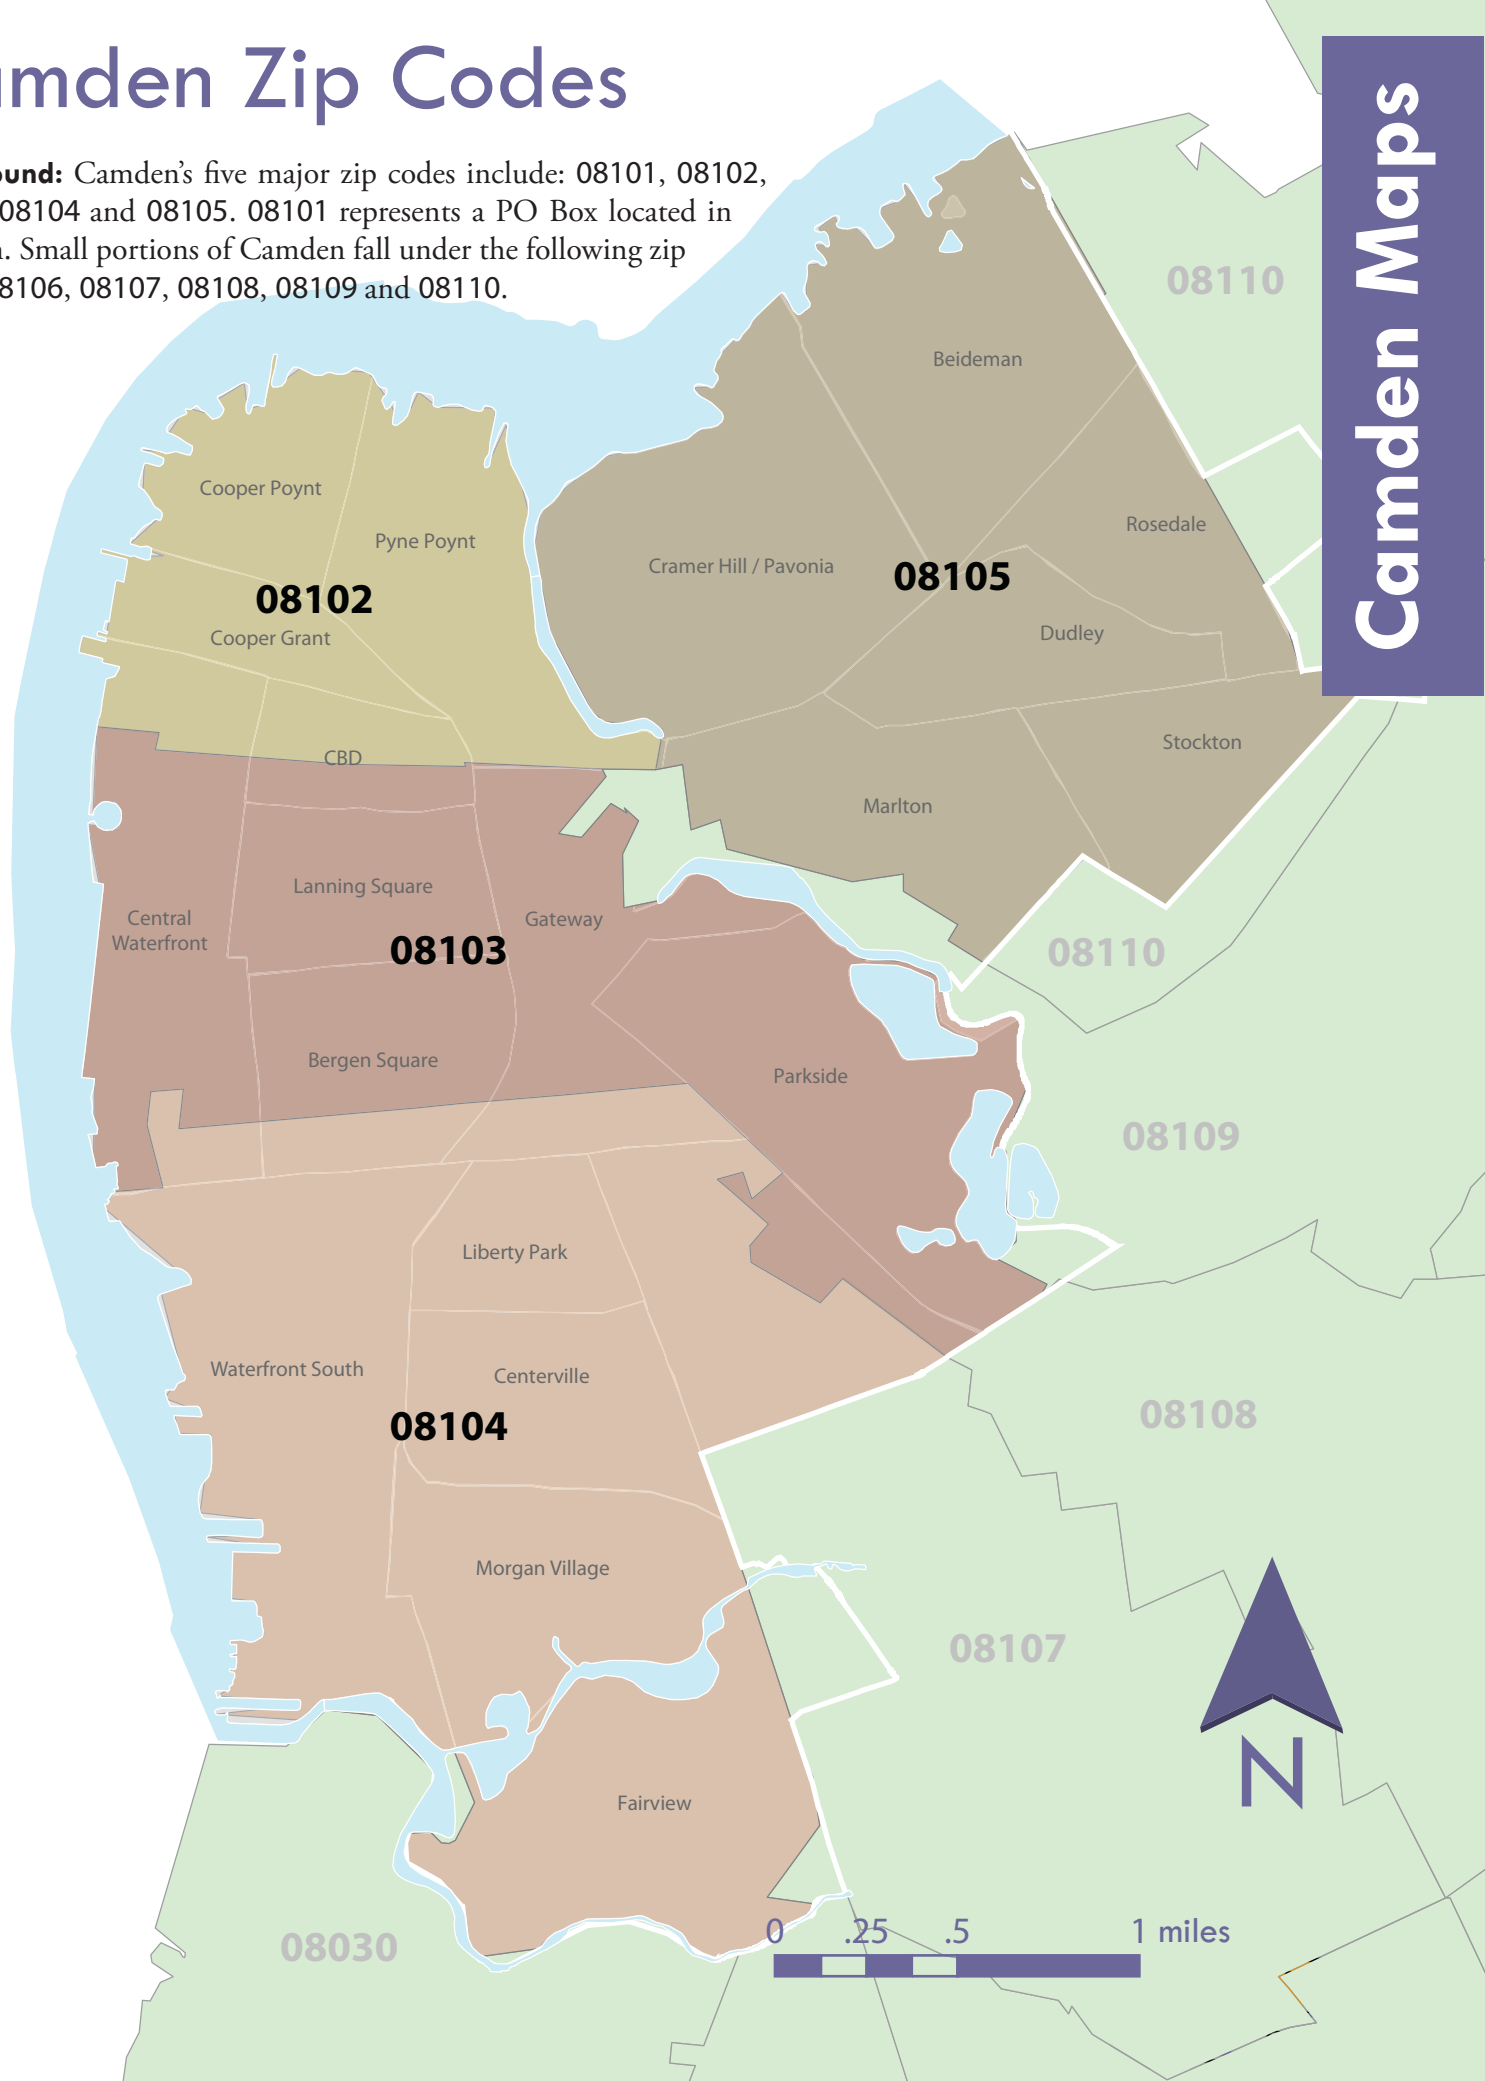 amden Zip Codes
ound: Camden's five major zip codes include: 08101, 08102,
08104 and 08105. 08101 represents a PO Box located in
. Small portions of Camden fall under the following zip
8106, 08107, 08108, 08109 and 08110.
Camden Maps
08110
Beideman
Cooper Poynt
Rosedale
Pyne Poynt
Cramer Hill / Pavonia
08105
08102
Cooper Grant
Dudley
Stockton
CBD
Marlton
Lanning Square
Central
Waterfront
Gateway
08103
08110
Bergen Square
Parkside
08109
Liberty Park
Waterfront South
Centerville
08104
08108
Morgan Village
08107
N
Fairview
08030
0 .25 .5 1 miles